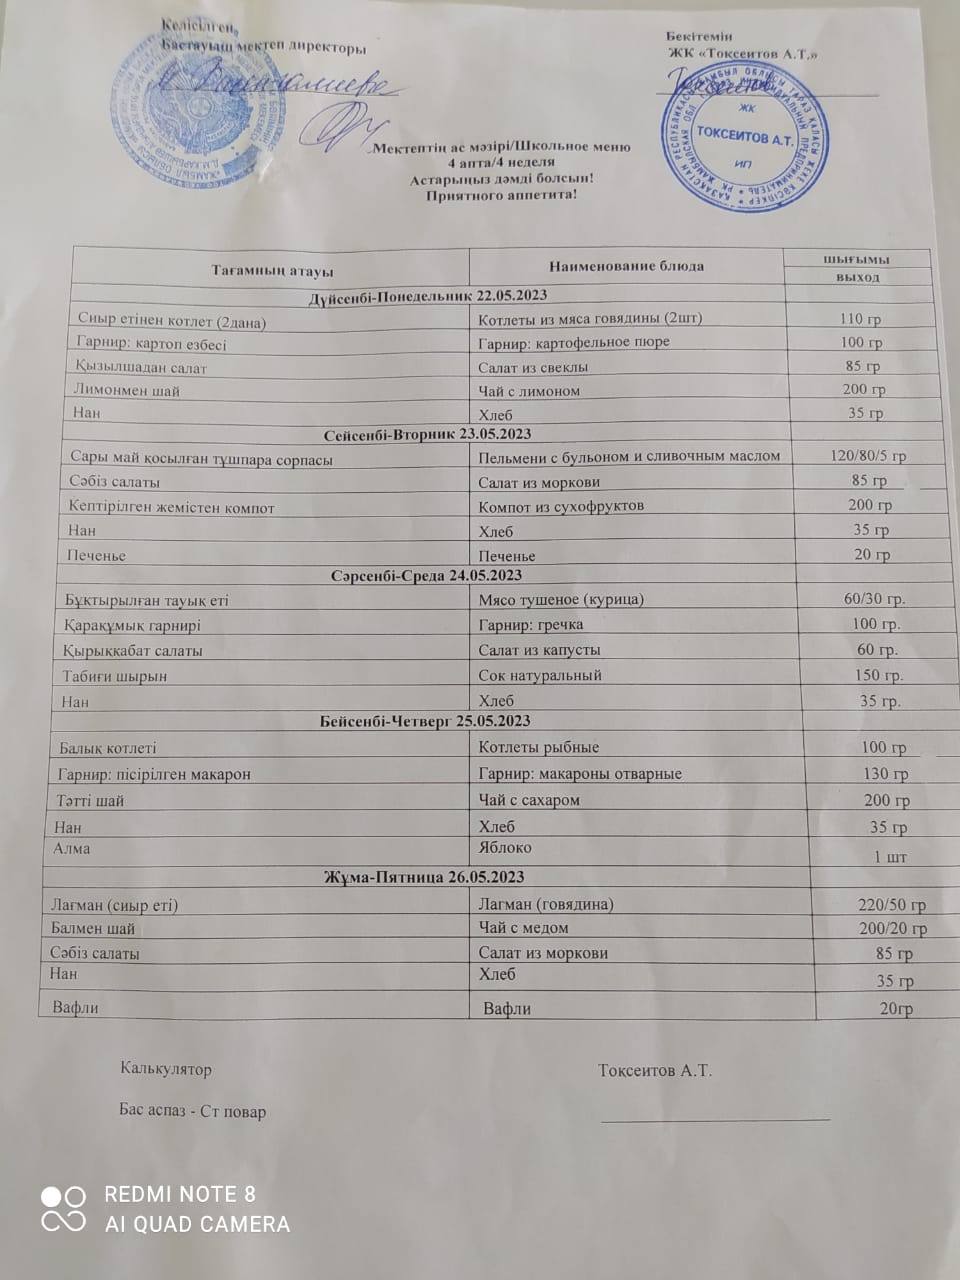 Келісілген
Бастауыш мектеп директоры
Бекітемін
ЖК «Токсеитов А.Т.»
ЖК
ТОКСЕИТОВ А.Т.
ИП
Мектептің ас мәзірі/Школьное меню
4 апта/4 неделя
Астарыңыз дәмді болсын!
Приятного аппетита!
Тағамның атауы Наименование блюда шығымы
выход
Дүйсенбі-Понедельник 22.05.2023
Сиыр етінен котлет (2дана) Котлеты из мяса говядины (2шт) 110 гр
Гарнир: картоп езбесі Гарнир: картофельное пюре 100 гр
Қызылшадан салат Салат из свеклы 85 гр
Лимонмен шай Чай с лимоном 200 гр
Нан Хлеб 35 гр
Сейсенбі-Вторник 23.05.2023
Сары май қосылған тұшпара сорпасы Пельмени с бульоном и сливочным маслом 120/80/5 гр
Сәбіз салаты Салат из моркови 85 гр
Кептірілген жемістен компот Компот из сухофруктов 200 гр
Нан Хлеб 35 гр
Печенье Печенье 20 гр
Сәрсенбі-Среда 24.05.2023
Бұктырылған тауық еті Мясо тушеное (курица) 60/30 гр.
Қарақұмық гарнирі Гарнир: гречка 100 гр.
Қырыққабат салаты Салат из капусты 60 гр.
Табиғи шырын Сок натуральный 150 гр.
Нан Хлеб 35 гр.
Бейсенбі-Четверг 25.05.2023
Балық котлеті Котлеты рыбные 100 гр
Гарнир: пісірілген макарон Гарнир: макароны отварные 130 гр
Тәтті шай Чай с сахаром 200 гр
Нан Хлеб 35 гр
Алма Яблоко 1 шт
Жұма-Пятница 26.05.2023
Лагман (сиыр еті) Лагман (говядина) 220/50 гр
Балмен шай Чай с медом 200/20 гр
Сәбіз салаты Салат из моркови 85 гр
Нан Хлеб 35 гр
Вафли Вафли 20гр
Калькулятор Токсеитов А.Т.
Бас аспаз - Ст повар
REDMI NOTE 8
AI QUAD CAMERA